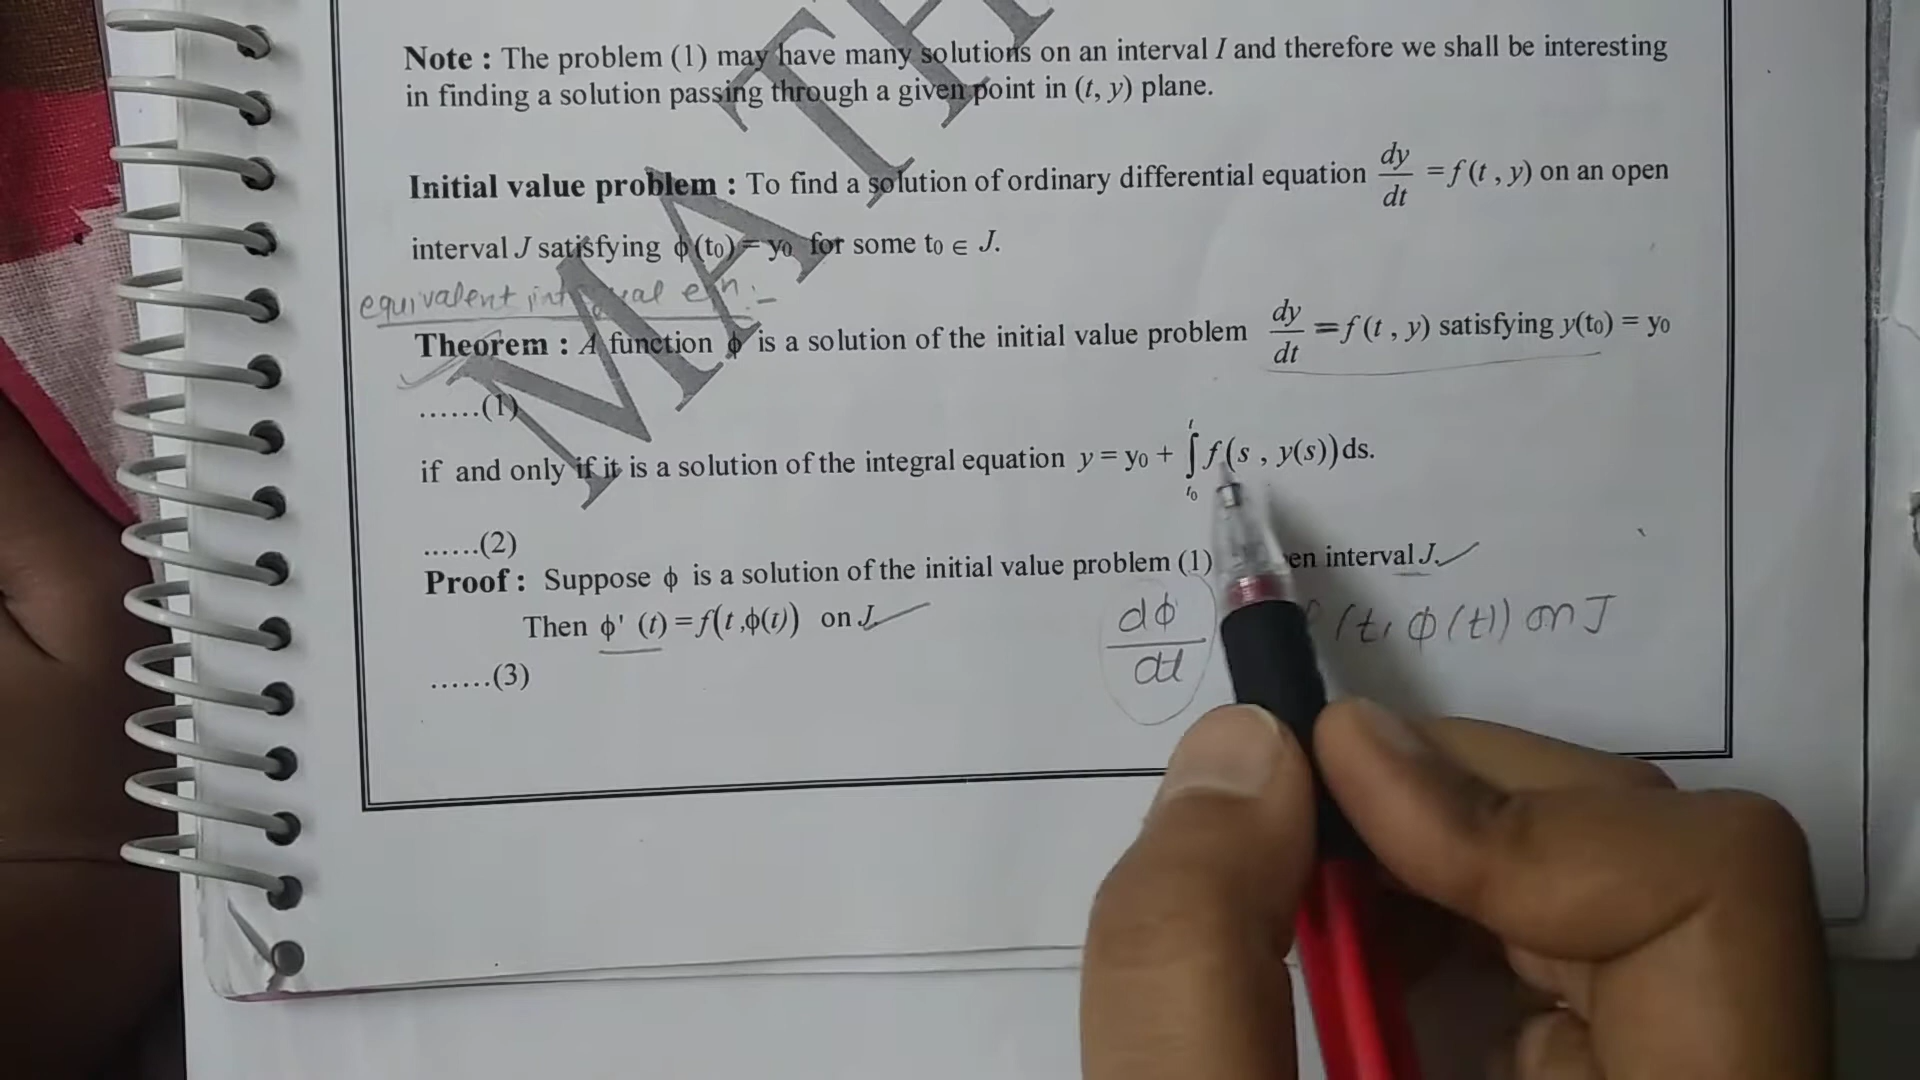 Note : The problem (1) may have many solutions on an interval I and therefore we shall be interesting
in finding a solution passing through a given point in (t, y) plane.
Initial value problem : To find a solution of ordinary differential equation dy/dt = f (t , y) on an open
interval J satisfying ϕ (t₀) = y₀ for some t₀ ∈ J.
equivalent integral eqn. -
Theorem : A function ϕ is a solution of the initial value problem dy/dt = f (t , y) satisfying y(t₀) = y₀
......(1)
if and only if it is a solution of the integral equation y = y₀ + ∫ₜ₀ᵗ f(s , y(s))ds.
......(2)
Proof : Suppose ϕ is a solution of the initial value problem (1) interval J.
Then ϕ' (t) = f(t ,ϕ(t)) on J.
dϕ/dt (t, ϕ(t)) on J
......(3)
MATH